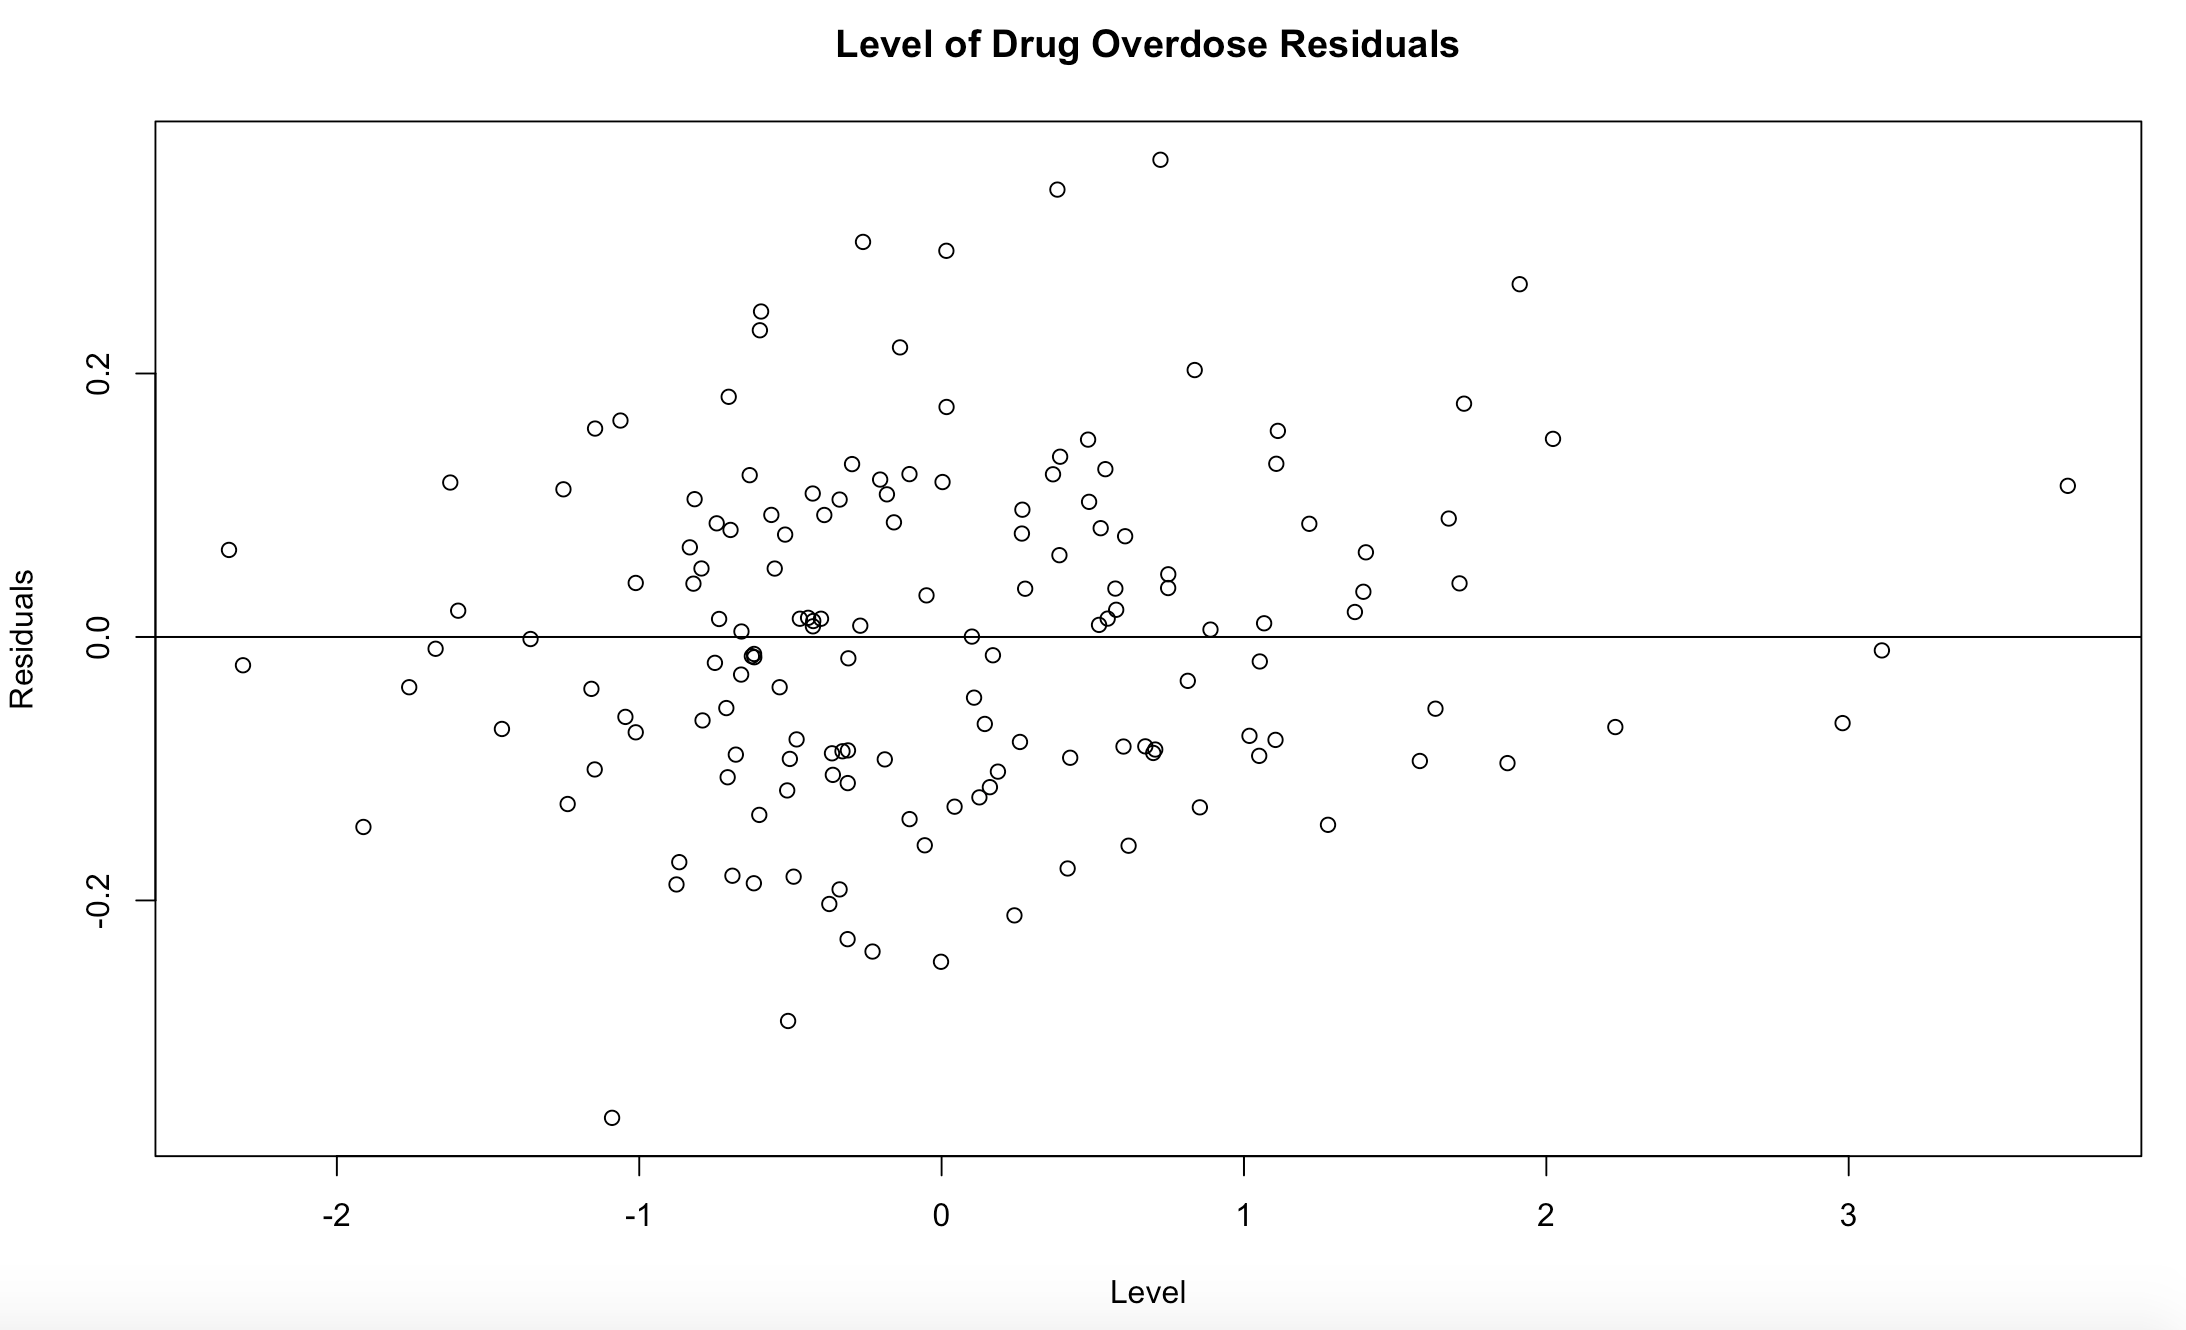 Level of Drug Overdose Residuals
Residuals
0.2
0.0
-0.2
-2 -1 0 1 2 3
Level